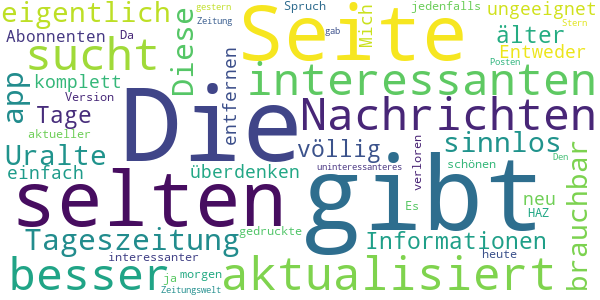 eigentlich
gestern
Zeitung
Spruch
jedenfalls
ungeeignet
Stern
Abonnenten
Da
Diese
Seite
gab
Mich
älter
Entweder
sucht
Posten
app
komplett
entfernen
interessanten
Version
Tage
Die
Nachrichten
aktueller
Uralte
völlig
verloren
sinnlos
brauchbar
einfach
überdenken
uninteressanteres
schönen
Den
selten
gibt
neu
Es
HAZ
Tageszeitung
gedruckte
Informationen
interessanter
heute
besser
ja
morgen
aktualisiert
Zeitungswelt